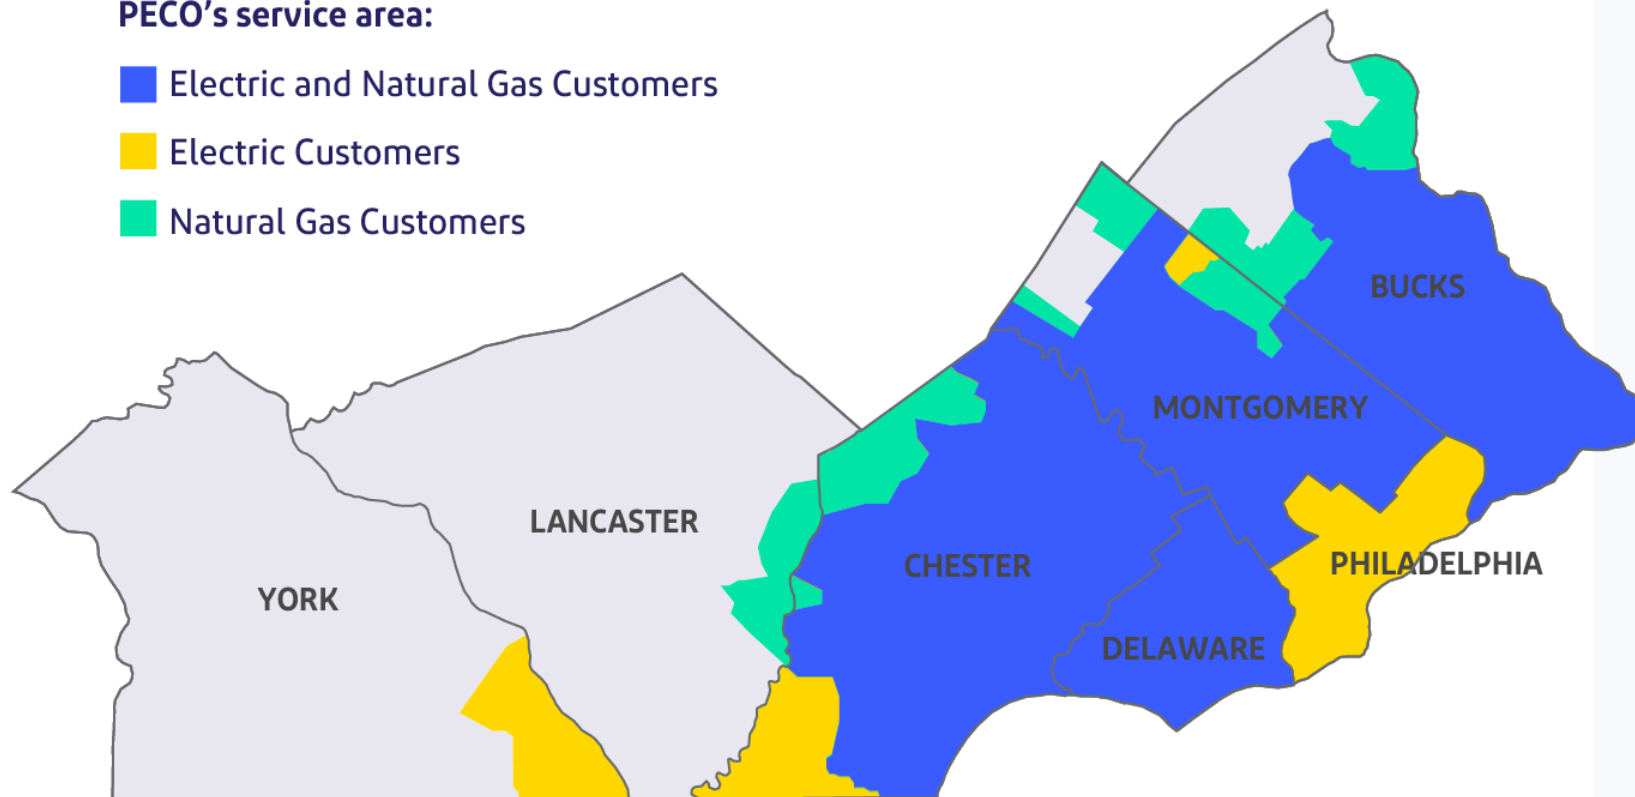 PECO’s service area:
Electric and Natural Gas Customers
Electric Customers
Natural Gas Customers
BUCKS
MONTGOMERY
LANCASTER
CHESTER
PHILADELPHIA
YORK
DELAWARE